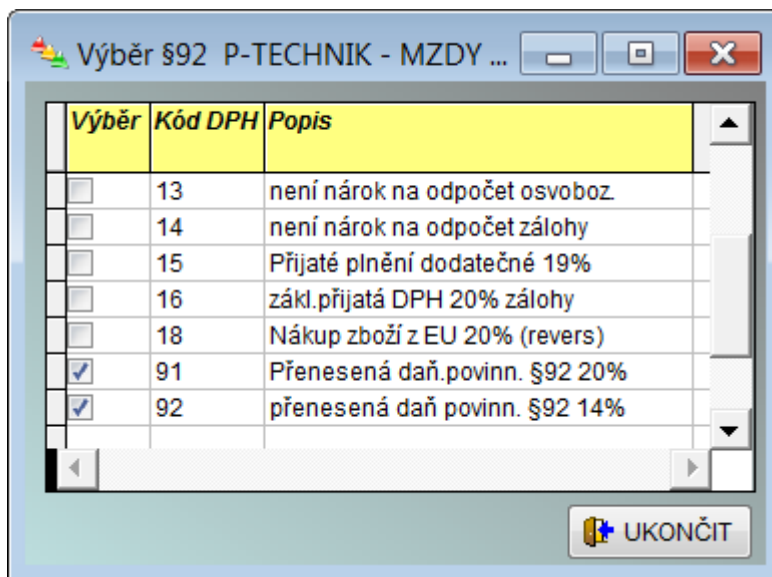 Výběr §92 P-TECHNIK - MZDY ...
Výběr Kód DPH Popis
13 není nárok na odpočet osvoboz.
14 není nárok na odpočet zálohy
15 Přijaté plnění dodatečné 19%
16 zákl.přijatá DPH 20% zálohy
18 Nákup zboží z EU 20% (revers)
91 Přenesená daň.povinn. §92 20%
92 přenesená daň povinn. §92 14%
UKONČIT